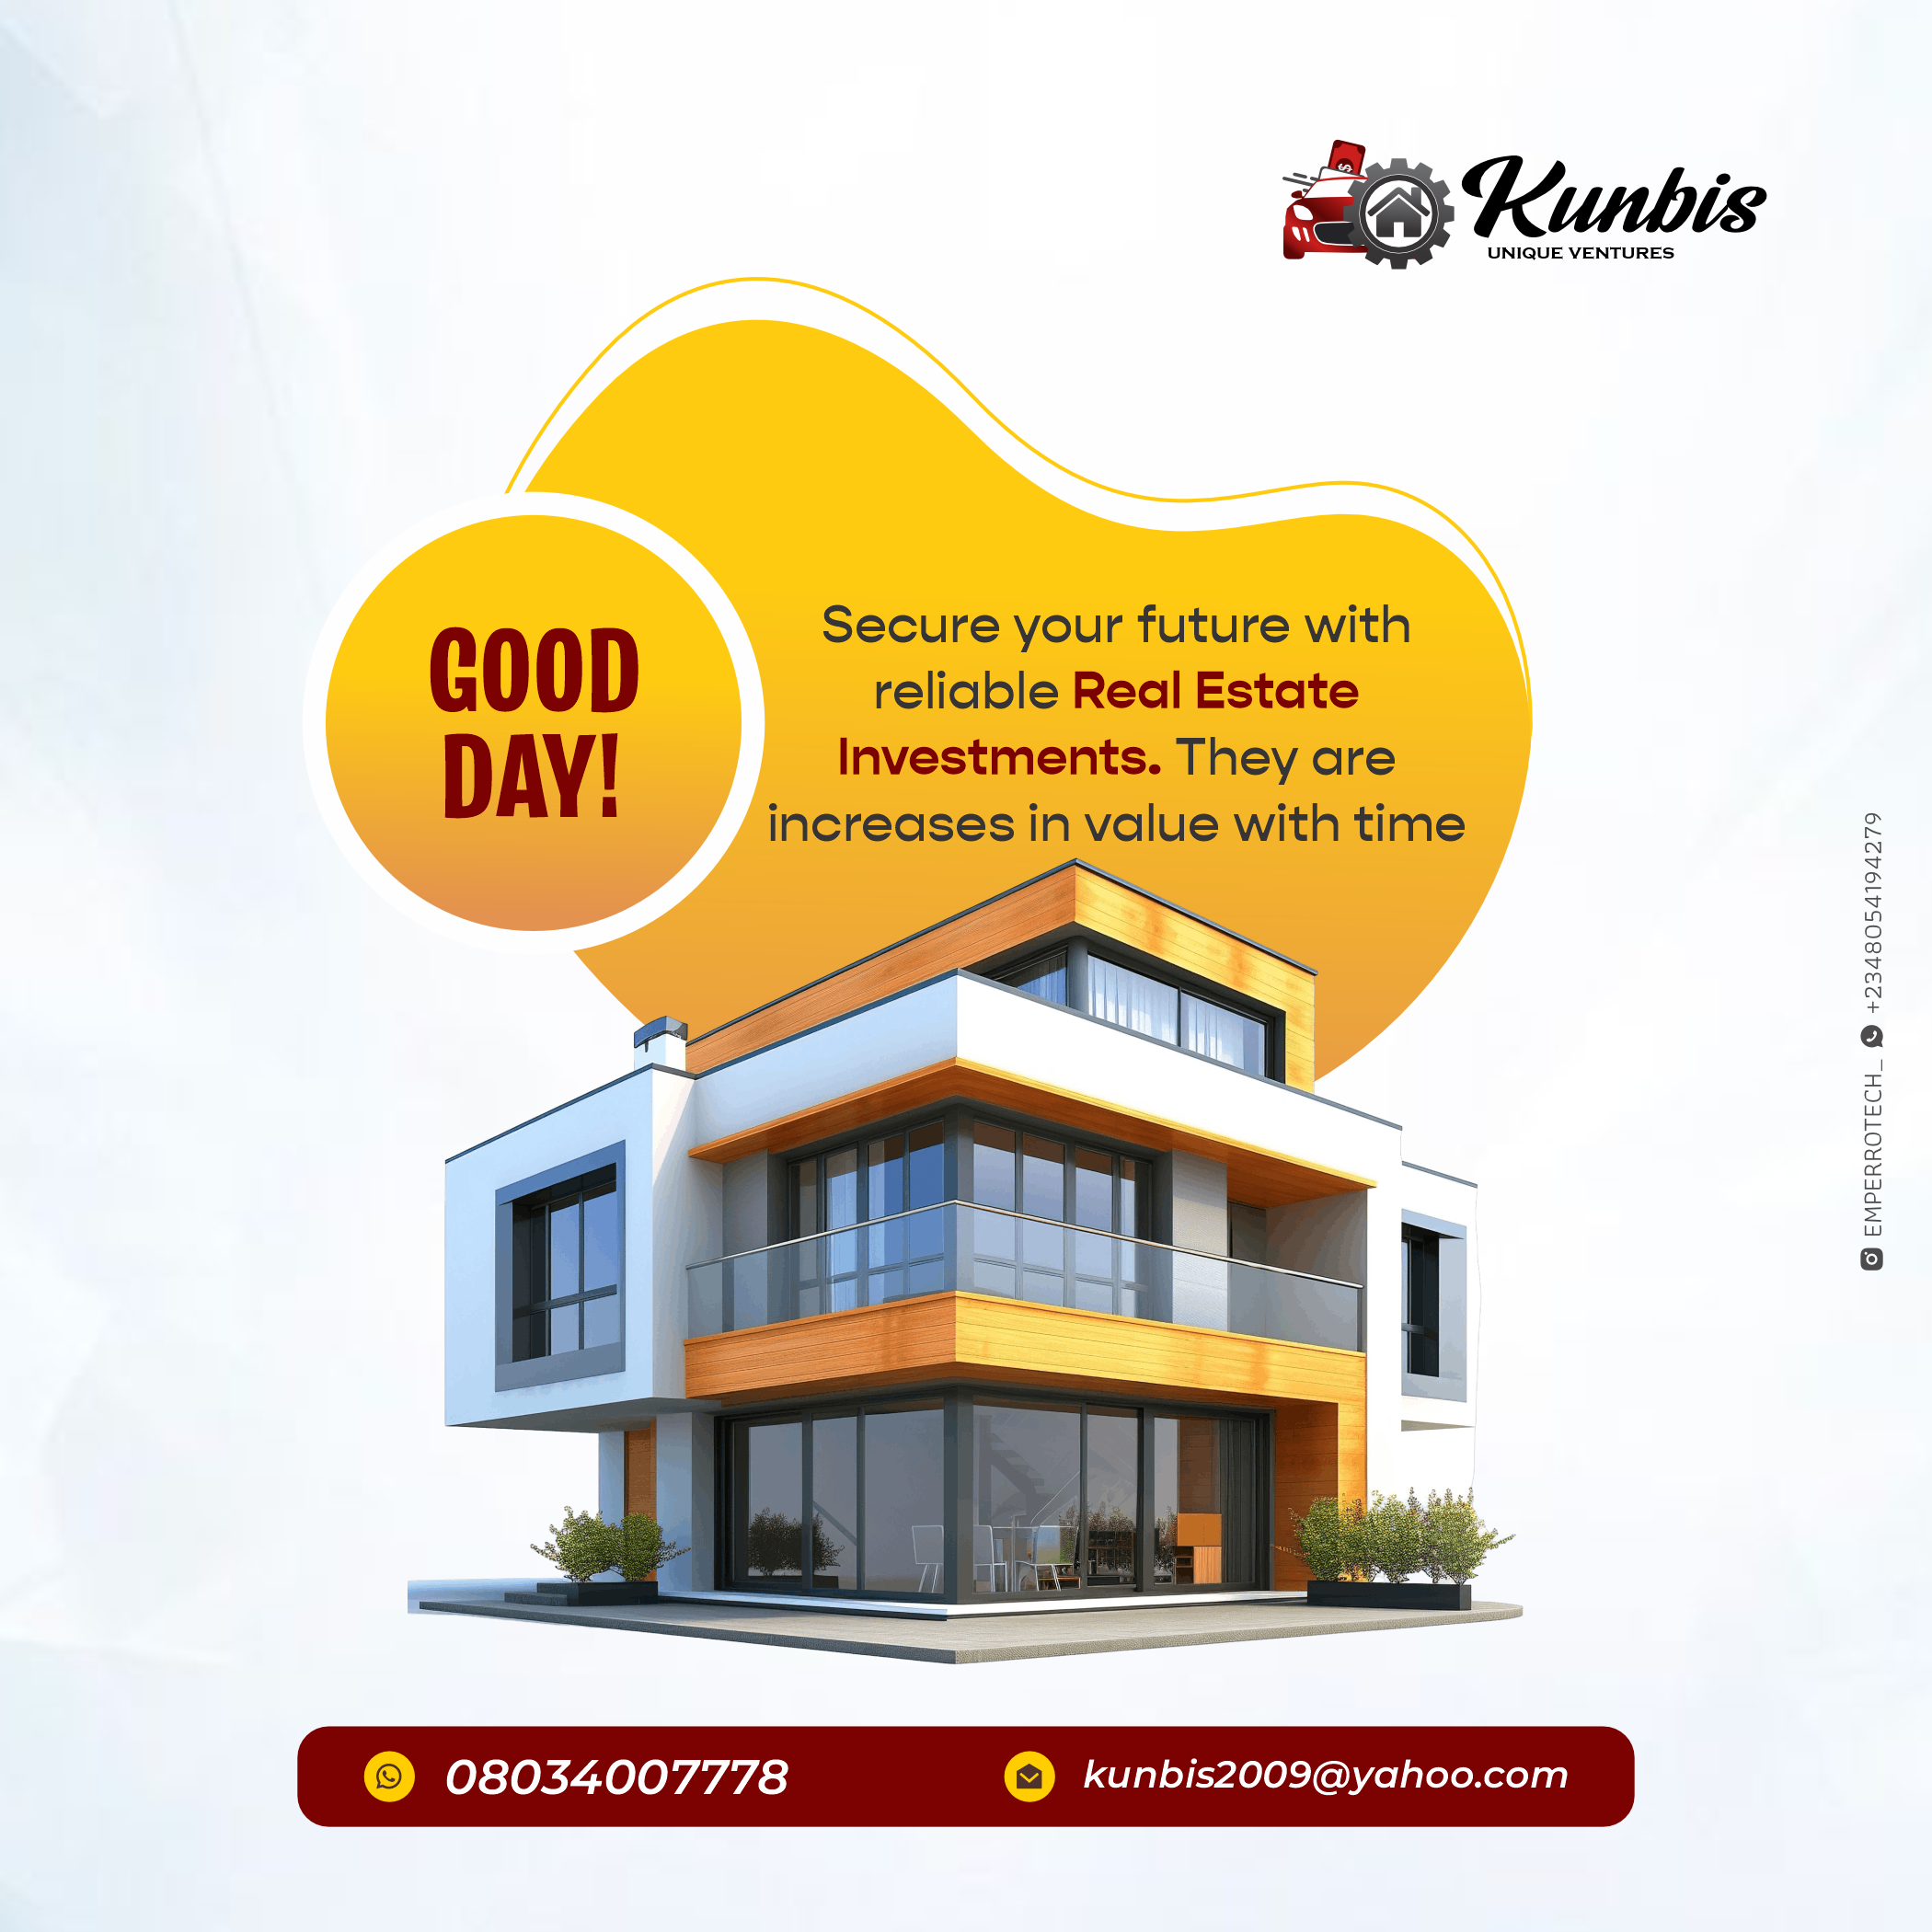 Kunbis
UNIQUE VENTURES
GOOD
DAY!
Secure your future with
reliable Real Estate
Investments. They are
increases in value with time
EMPERROTECH_ +2348054194279
08034007778
kunbis2009@yahoo.com